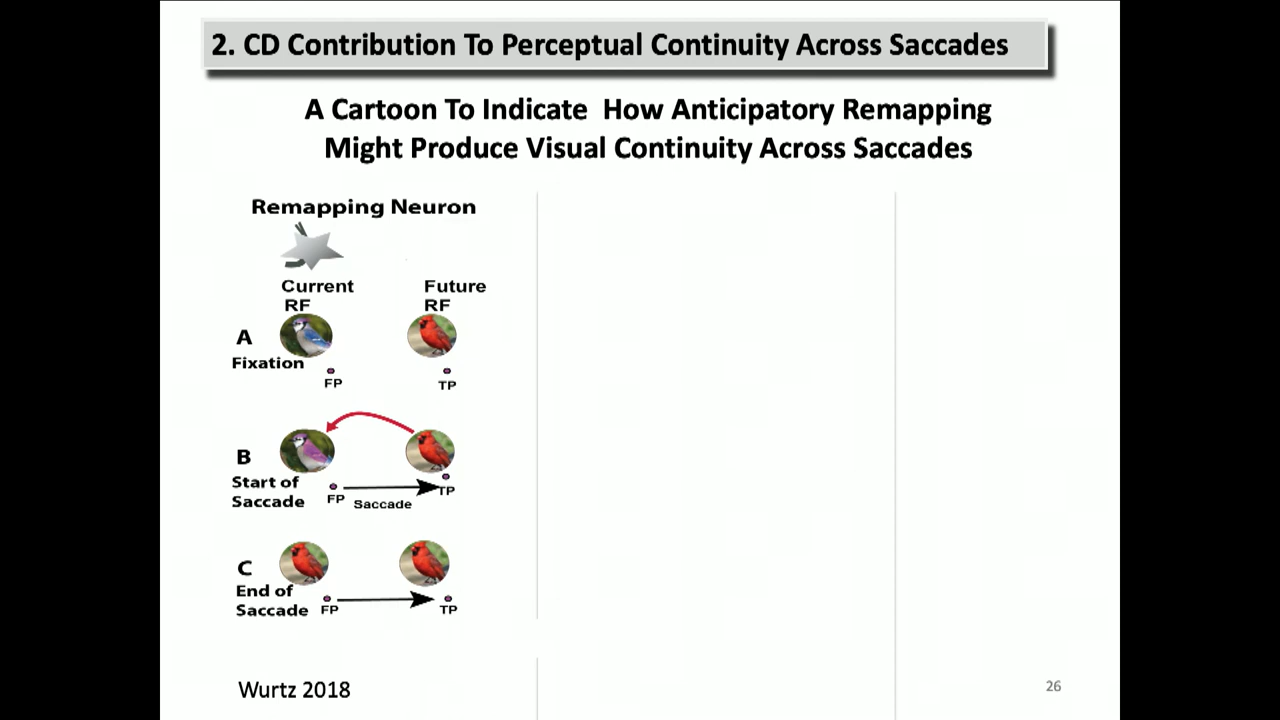 2. CD Contribution To Perceptual Continuity Across Saccades
A Cartoon To Indicate How Anticipatory Remapping
Might Produce Visual Continuity Across Saccades
Remapping Neuron
Current
RF
Future
RF
A
Fixation
FP
TP
B
Start of
Saccade
FP
Saccade
TP
C
End of
Saccade
FP
TP
Wurtz 2018
26